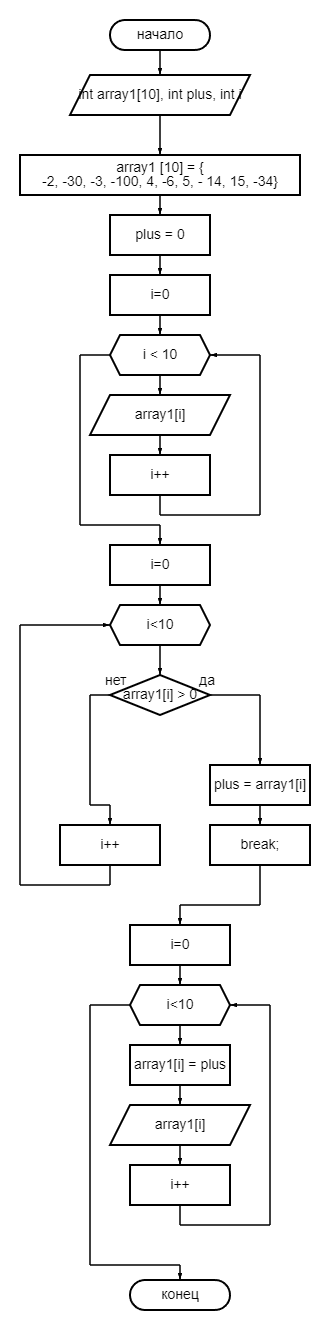 начало
int array1[10], int plus, int i
array1 [10] = {
-2, -30, -3, -100, 4, -6, 5, - 14, 15, -34}
plus = 0
i=0
i < 10
array1[i]
i++
i=0
i<10
нет
да
array1[i] > 0
plus = array1[i]
i++
break;
i=0
i<10
array1[i] = plus
array1[i]
i++
конец